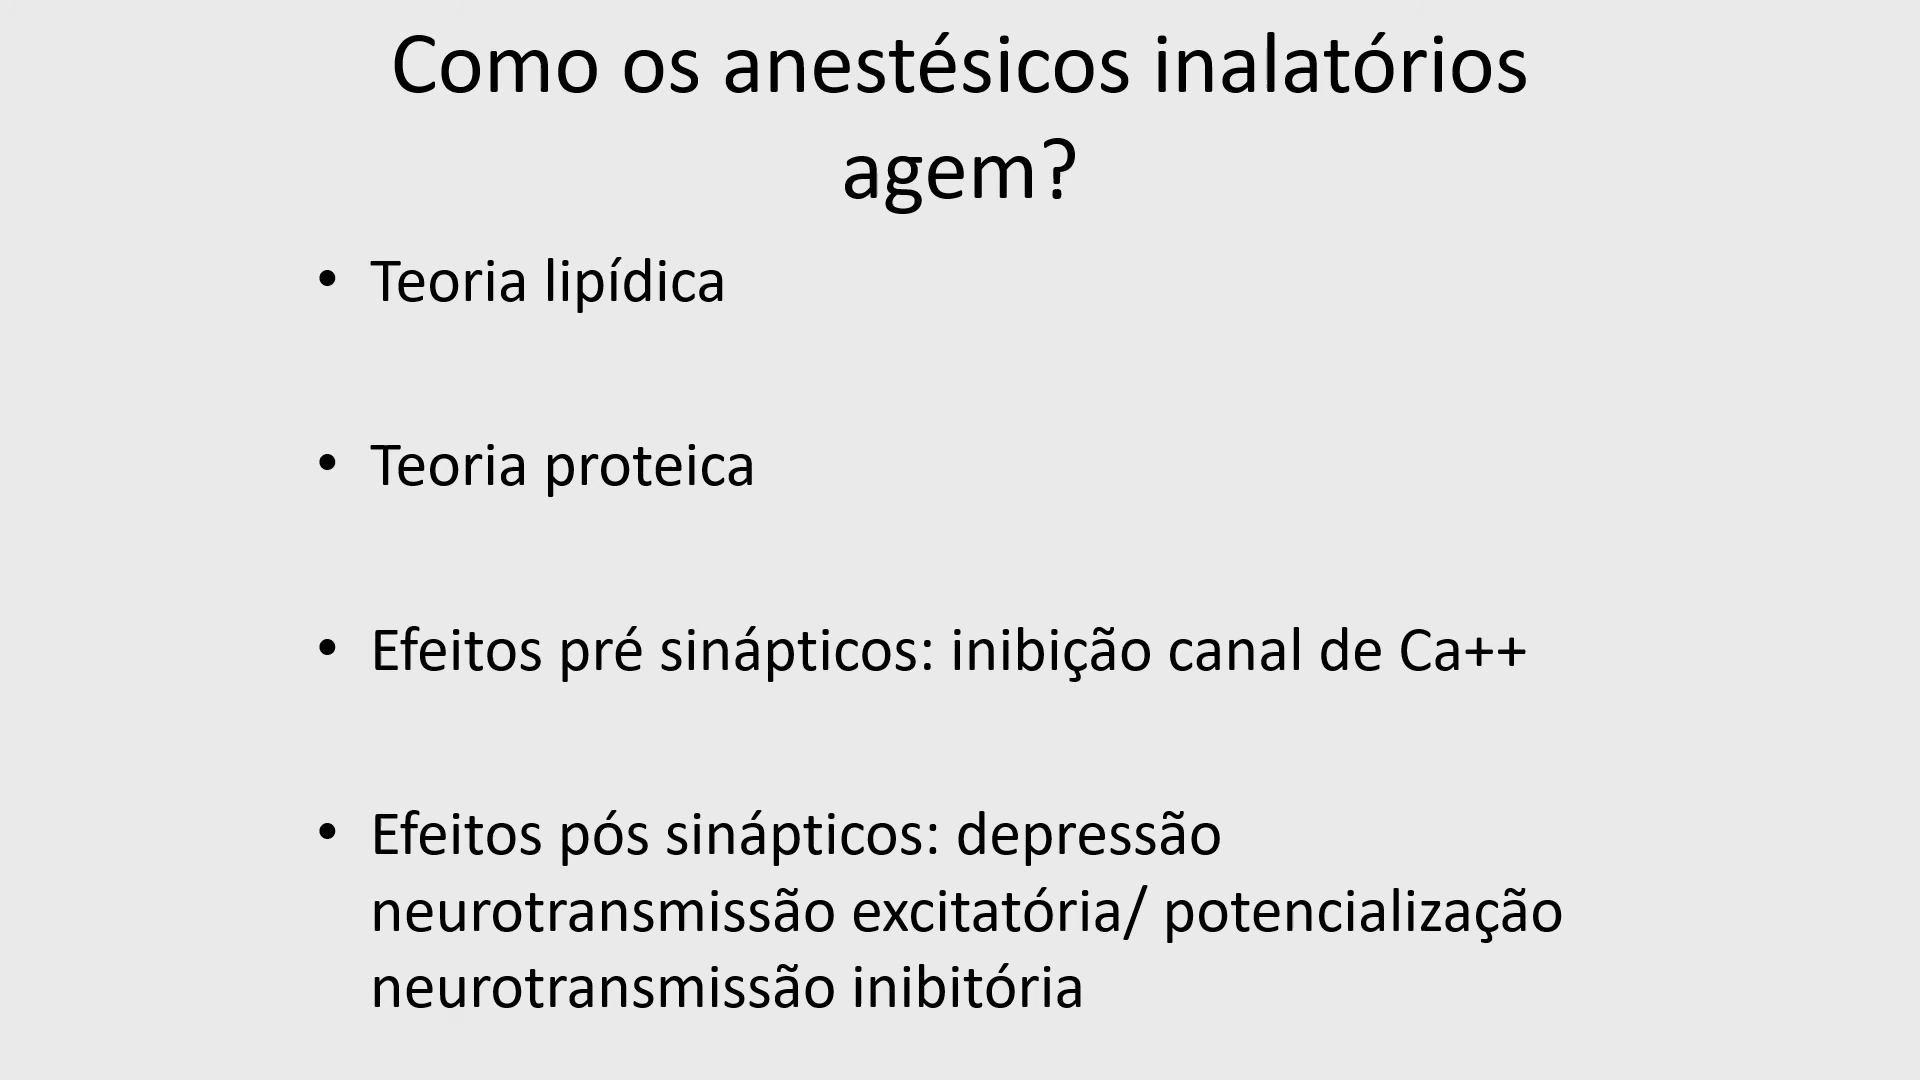 Como os anestésicos inalatórios
agem?
• Teoria lipídica
• Teoria proteica
• Efeitos pré sinápticos: inibição canal de Ca++
• Efeitos pós sinápticos: depressão
neurotransmissão excitatória/ potencialização
neurotransmissão inibitória